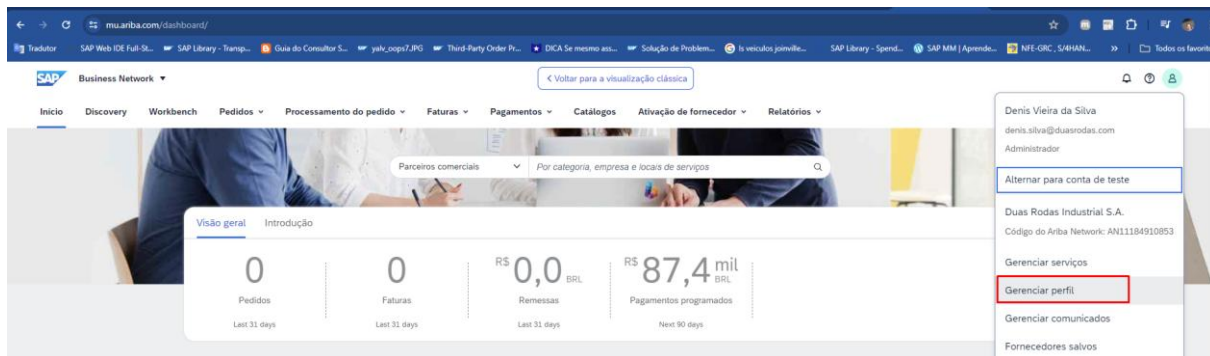 mu.ariba.com/dashboard/
Tradutor SAP Web IDE Full-St... SAP Library - Transp... Guia do Consultor S... yalv_oops7.JPG Third-Party Order Pr... DICA Se mesmo ass... Solução de Problem... ls veiculos joinville... SAP Library - Spend... SAP MM | Aprende... NFE-GRC_S/4HAN... » Todos os favorit
SAP Business Network
< Voltar para a visualização clássica
Início Discovery Workbench Pedidos Processamento do pedido Faturas Pagamentos Catálogos Ativação de fornecedor Relatórios
Parceiros comerciais Por categoria, empresa e locais de serviços
Visão geral Introdução
0 0 R$ 0,0 BRL R$ 87,4 mil BRL
Pedidos Faturas Remessas Pagamentos programados
Last 31 days Last 31 days Last 31 days Next 90 days
Denis Vieira da Silva
denis.silva@duasrodas.com
Administrador
Alternar para conta de teste
Duas Rodas Industrial S.A.
Código do Ariba Network: AN11184910853
Gerenciar serviços
Gerenciar perfil
Gerenciar comunicados
Fornecedores salvos